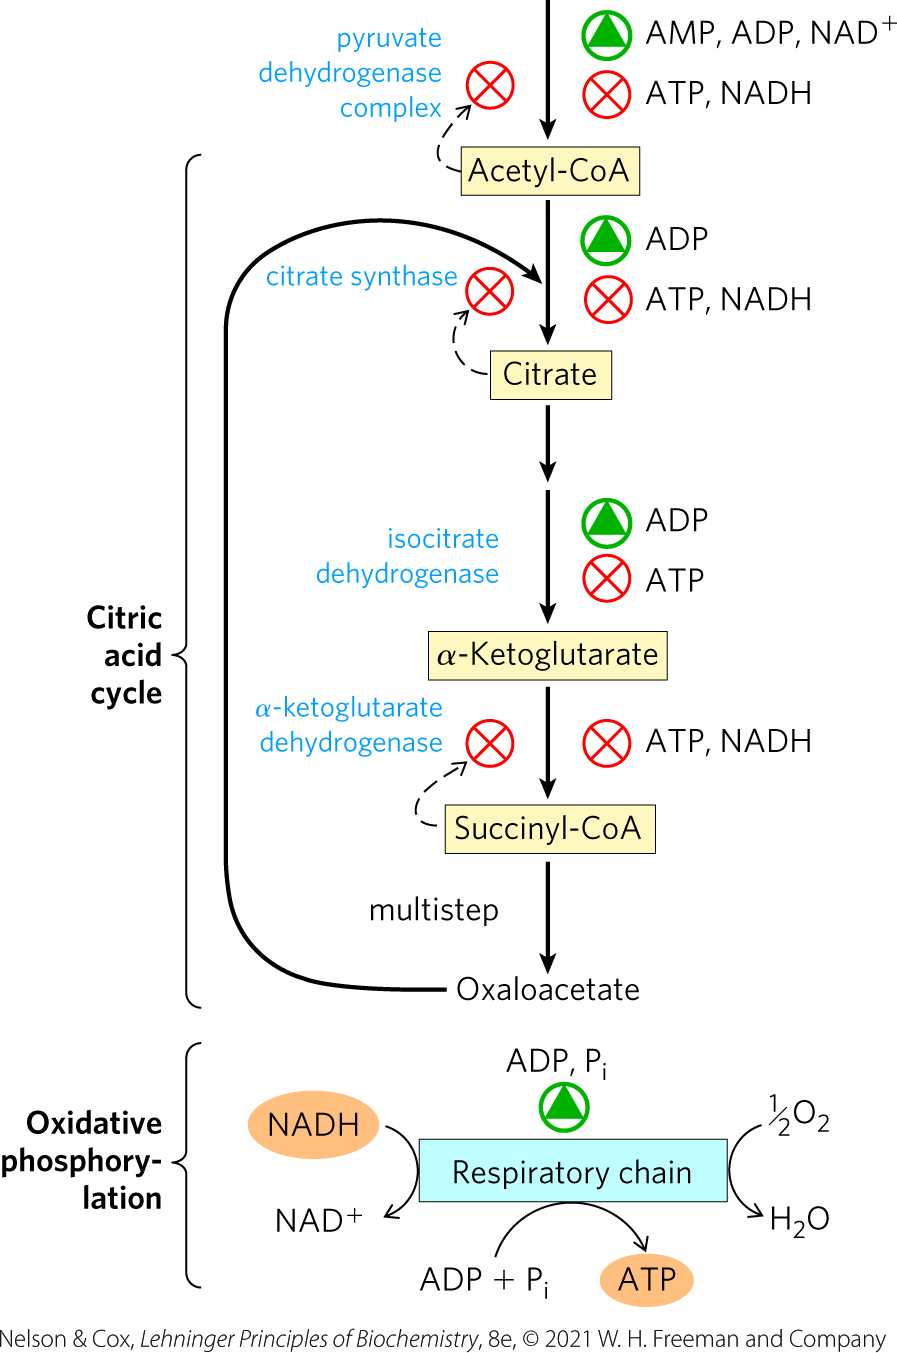 pyruvate
dehydrogenase
complex
AMP, ADP, NAD⁺
ATP, NADH
Acetyl-CoA
ADP
citrate synthase
ATP, NADH
Citrate
isocitrate
dehydrogenase
ADP
ATP
Citric
acid
cycle
α-Ketoglutarate
α-ketoglutarate
dehydrogenase
ATP, NADH
Succinyl-CoA
multistep
Oxaloacetate
Oxidative
phosphory-
lation
ADP, Pᵢ
NADH
½O₂
Respiratory chain
NAD⁺
H₂O
ADP + Pᵢ
ATP
Nelson & Cox, Lehninger Principles of Biochemistry, 8e, © 2021 W. H. Freeman and Company